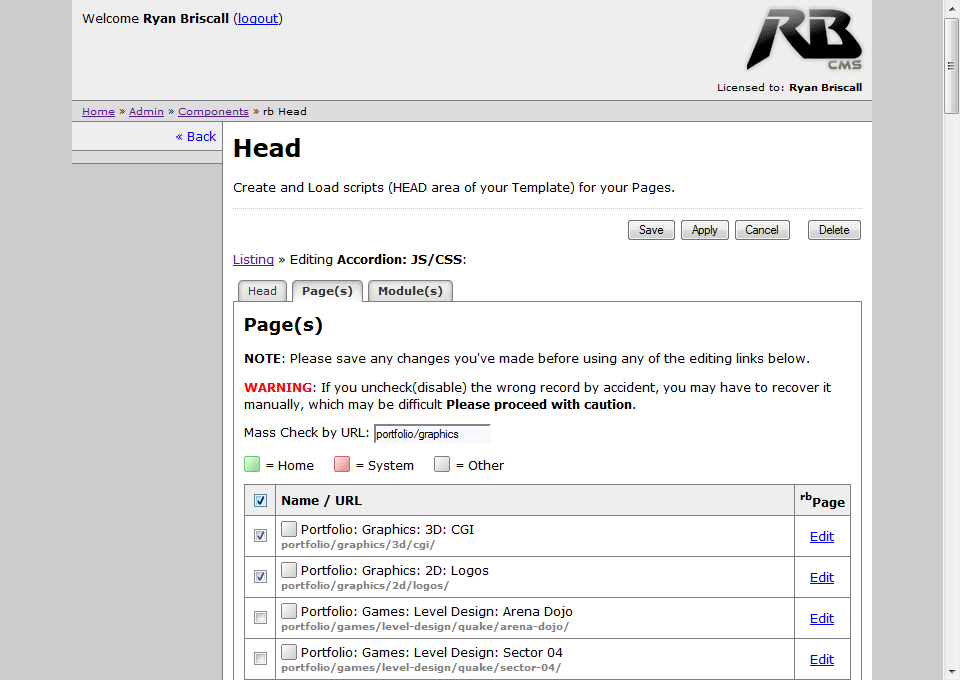 Welcome Ryan Briscall (logout)
RB
CMS
Licensed to: Ryan Briscall
Home » Admin » Components » rb Head
« Back
Head
Create and Load scripts (HEAD area of your Template) for your Pages.
Save Apply Cancel Delete
Listing » Editing Accordion: JS/CSS:
Head Page(s) Module(s)
Page(s)
NOTE: Please save any changes you've made before using any of the editing links below.
WARNING: If you uncheck(disable) the wrong record by accident, you may have to recover it
manually, which may be difficult Please proceed with caution.
Mass Check by URL: portfolio/graphics
= Home = System = Other
Name / URL rbPage
Portfolio: Graphics: 3D: CGI
portfolio/graphics/3d/cgi/
Edit
Portfolio: Graphics: 2D: Logos
portfolio/graphics/2d/logos/
Edit
Portfolio: Games: Level Design: Arena Dojo
portfolio/games/level-design/quake/arena-dojo/
Edit
Portfolio: Games: Level Design: Sector 04
portfolio/games/level-design/quake/sector-04/
Edit